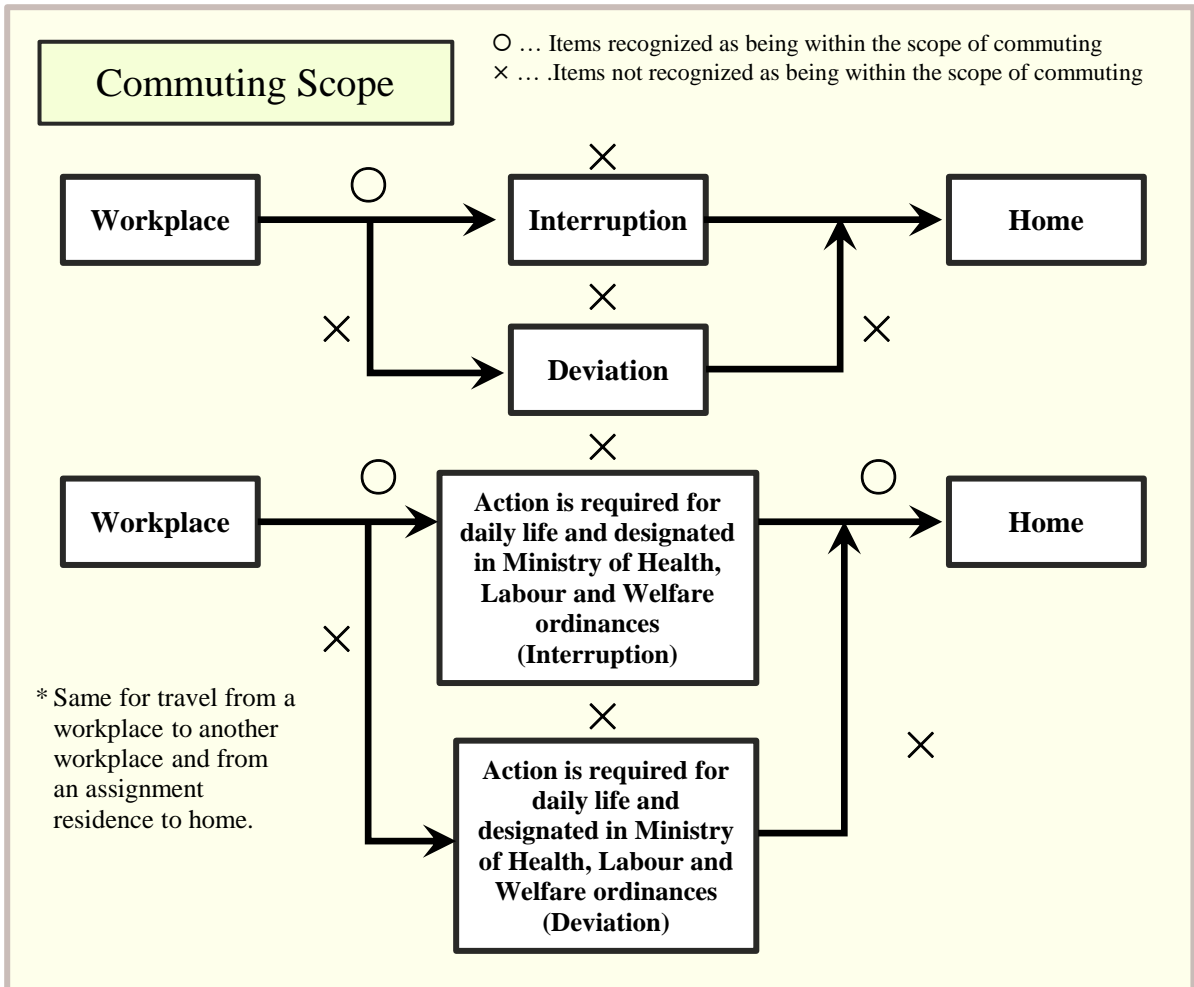 Commuting Scope
○ … Items recognized as being within the scope of commuting
× … .Items not recognized as being within the scope of commuting
×
○
Workplace
Interruption
Home
×
×
×
Deviation
×
○
○
Workplace
Action is required for
daily life and designated
in Ministry of Health,
Labour and Welfare
ordinances
(Interruption)
Home
×
* Same for travel from a
workplace to another
workplace and from
an assignment
residence to home.
×
×
Action is required for
daily life and
designated in Ministry
of Health, Labour and
Welfare ordinances
(Deviation)